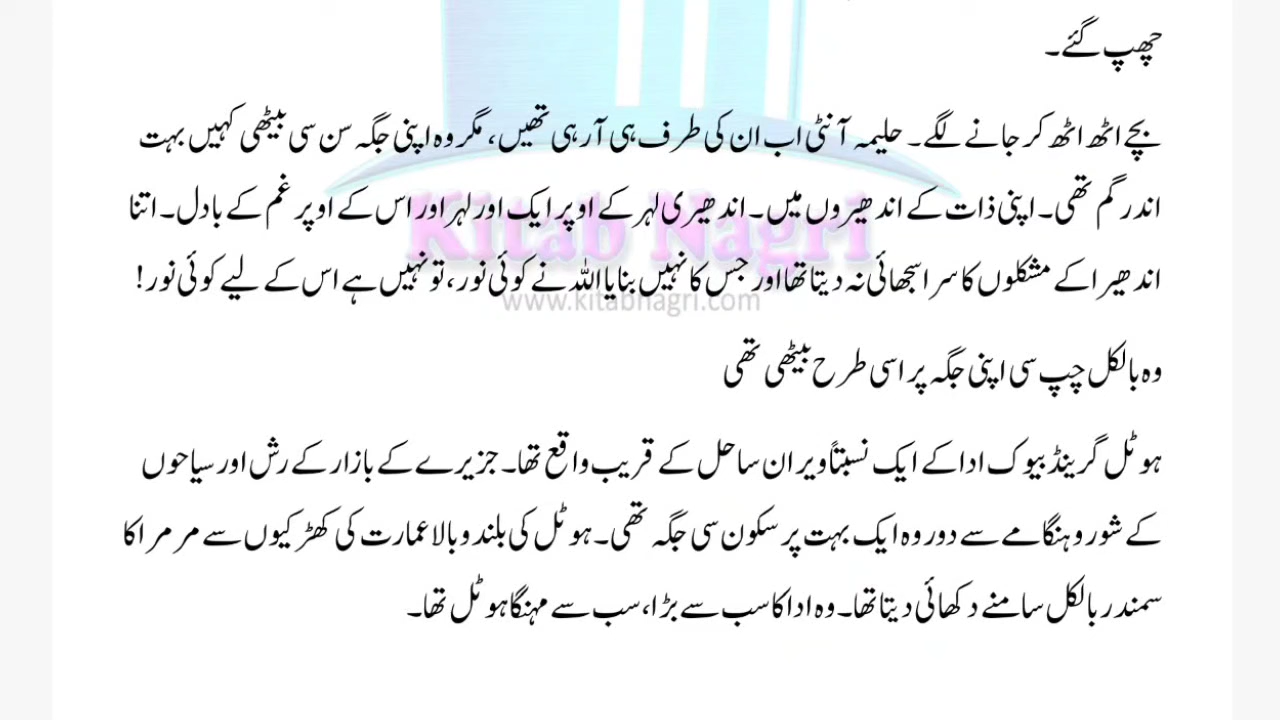 چھپ گئے۔
بچے اٹھ اٹھ کر جانے لگے۔ حلیمہ آنٹی اب ان کی طرف ہی آرہی تھیں، مگر وہ اپنی جگہ سن سی بیٹھی کہیں بہت
اندر گم تھی۔ اپنی ذات کے اندھیروں میں۔ اندھیری لہر کے اوپر ایک اور لہر اور اس کے اوپر غم کے بادل۔ اتنا
Kitab Nagri
اندھیرا کے مشکلوں کا سرا سجھائی نہ دیتا تھا اور جس کا نہیں بنایا اللہ نے کوئی نور، تو نہیں ہے اس کے لیے کوئی نور!
www.kitabnagri.com
وہ بالکل چپ سی اپنی جگہ پر اسی طرح بیٹھی تھی
ہوٹل گرینڈ بیوک ادا کے ایک نسبتاً ویران ساحل کے قریب واقع تھا۔ جزیرے کے بازار کے رش اور سیاحوں
کے شور و ہنگامے سے دور وہ ایک بہت پر سکون سی جگہ تھی۔ ہوٹل کی بلند و بالا عمارت کی کھڑکیوں سے مرمرا کا
سمندر بالکل سامنے دکھائی دیتا تھا۔ وہ ادا کا سب سے بڑا، سب سے مہنگا ہوٹل تھا۔